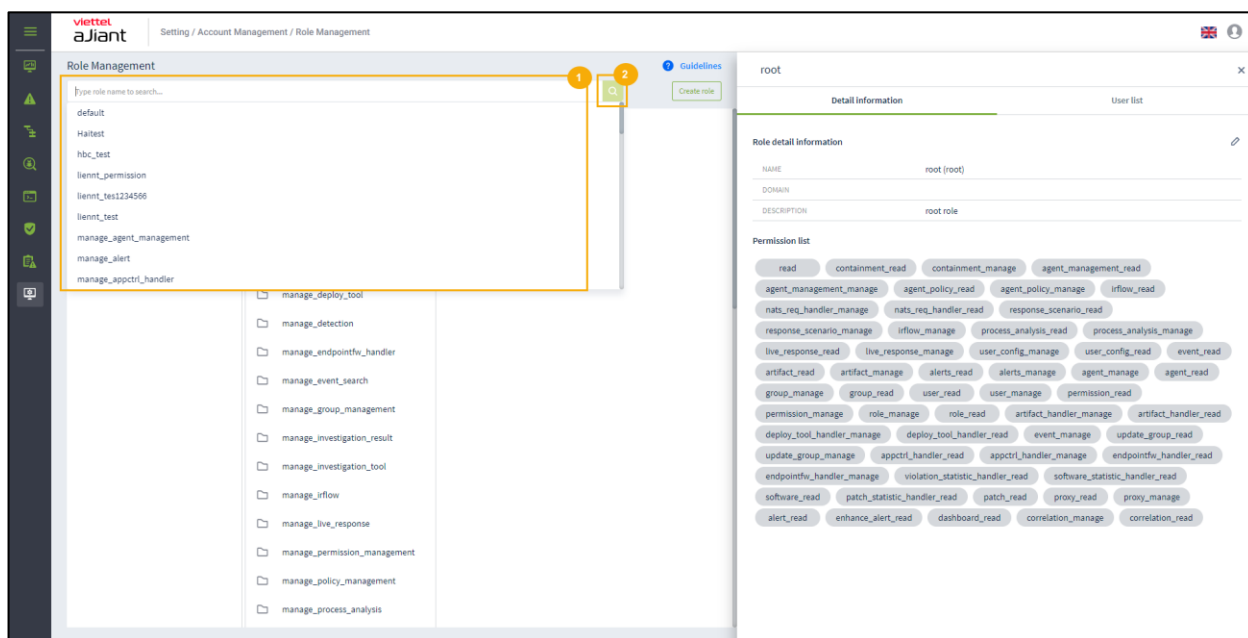 viettel
aJiant
Setting / Account Management / Role Management
Role Management
? Guidelines
1
2
Type role name to search...
Create role
default
Haitest
hbc_test
liennt_permission
liennt_tes1234566
liennt_test
manage_agent_management
manage_alert
manage_appctrl_handler
manage_deploy_tool
manage_detection
manage_endpointfw_handler
manage_event_search
manage_group_management
manage_investigation_result
manage_investigation_tool
manage_irflow
manage_live_response
manage_permission_management
manage_policy_management
manage_process_analysis
root
Detail information User list
Role detail information
NAME root (root)
DOMAIN
DESCRIPTION root role
Permission list
read containment_read containment_manage agent_management_read
agent_management_manage agent_policy_read agent_policy_manage irflow_read
nats_req_handler_manage nats_req_handler_read response_scenario_read
response_scenario_manage irflow_manage process_analysis_read process_analysis_manage
live_response_read live_response_manage user_config_manage user_config_read event_read
artifact_read artifact_manage alerts_read alerts_manage agent_manage agent_read
group_manage group_read user_read user_manage permission_read
permission_manage role_manage role_read artifact_handler_manage artifact_handler_read
deploy_tool_handler_manage deploy_tool_handler_read event_manage update_group_read
update_group_manage appctrl_handler_read appctrl_handler_manage endpointfw_handler_read
endpointfw_handler_manage violation_statistic_handler_read software_statistic_handler_read
software_read patch_statistic_handler_read patch_read proxy_read proxy_manage
alert_read enhance_alert_read dashboard_read correlation_manage correlation_read